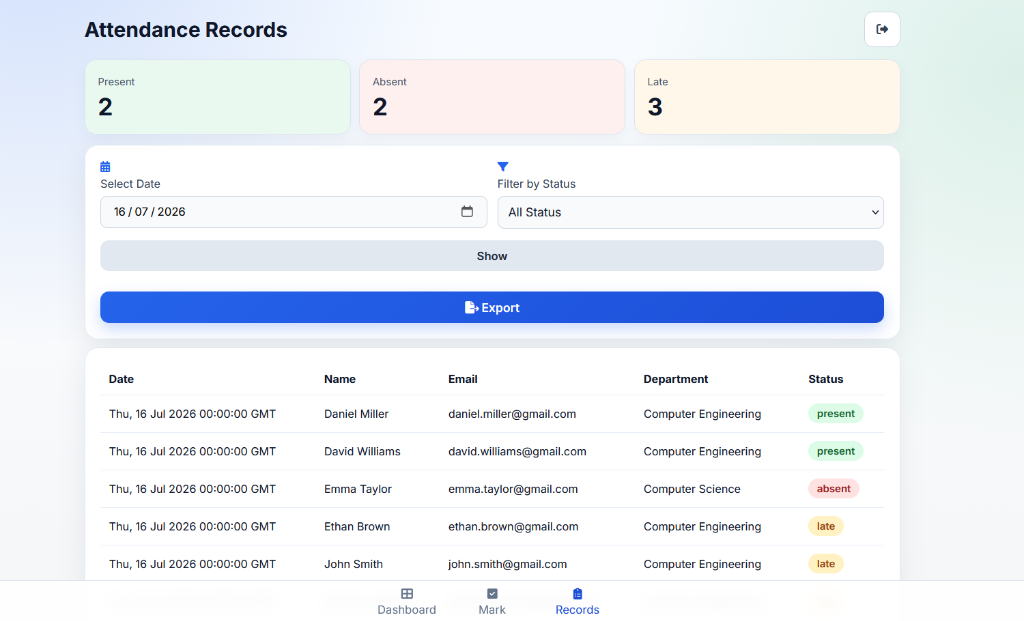 Attendance Records
Present Absent Late
2 2 3
Select Date Filter by Status
16 / 07 / 2026 All Status
Show
Export
Date Name Email Department Status
Thu, 16 Jul 2026 00:00:00 GMT Daniel Miller daniel.miller@gmail.com Computer Engineering present
Thu, 16 Jul 2026 00:00:00 GMT David Williams david.williams@gmail.com Computer Engineering present
Thu, 16 Jul 2026 00:00:00 GMT Emma Taylor emma.taylor@gmail.com Computer Science absent
Thu, 16 Jul 2026 00:00:00 GMT Ethan Brown ethan.brown@gmail.com Computer Engineering late
Thu, 16 Jul 2026 00:00:00 GMT John Smith john.smith@gmail.com Computer Engineering late
Dashboard Mark Records